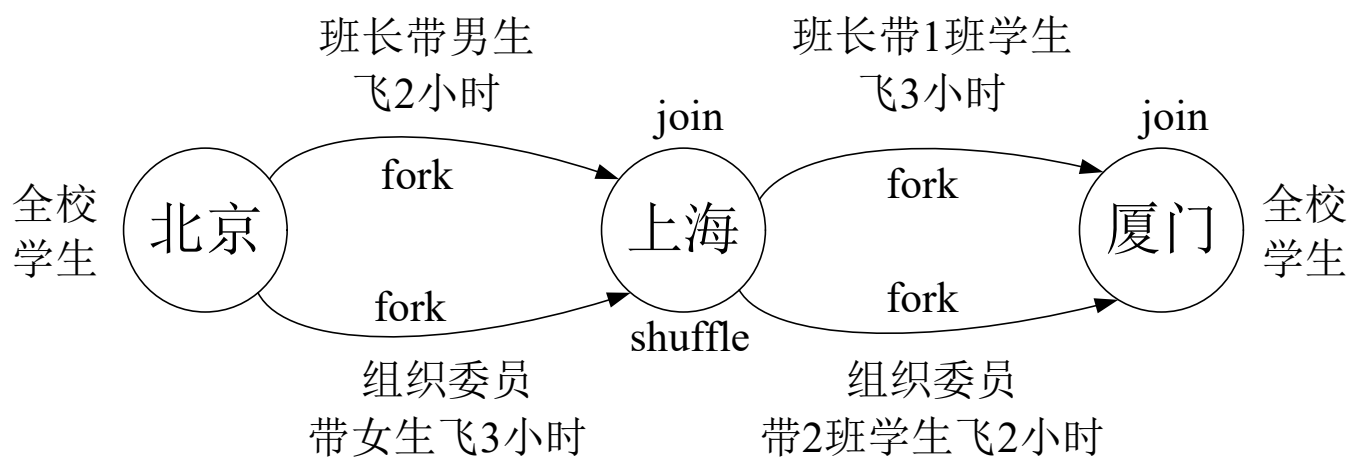 班长带男生
飞2小时
班长带1班学生
飞3小时
join
join
fork
fork
全校
学生
北京
上海
厦门
全校
学生
fork
fork
shuffle
组织委员
带女生飞3小时
组织委员
带2班学生飞2小时